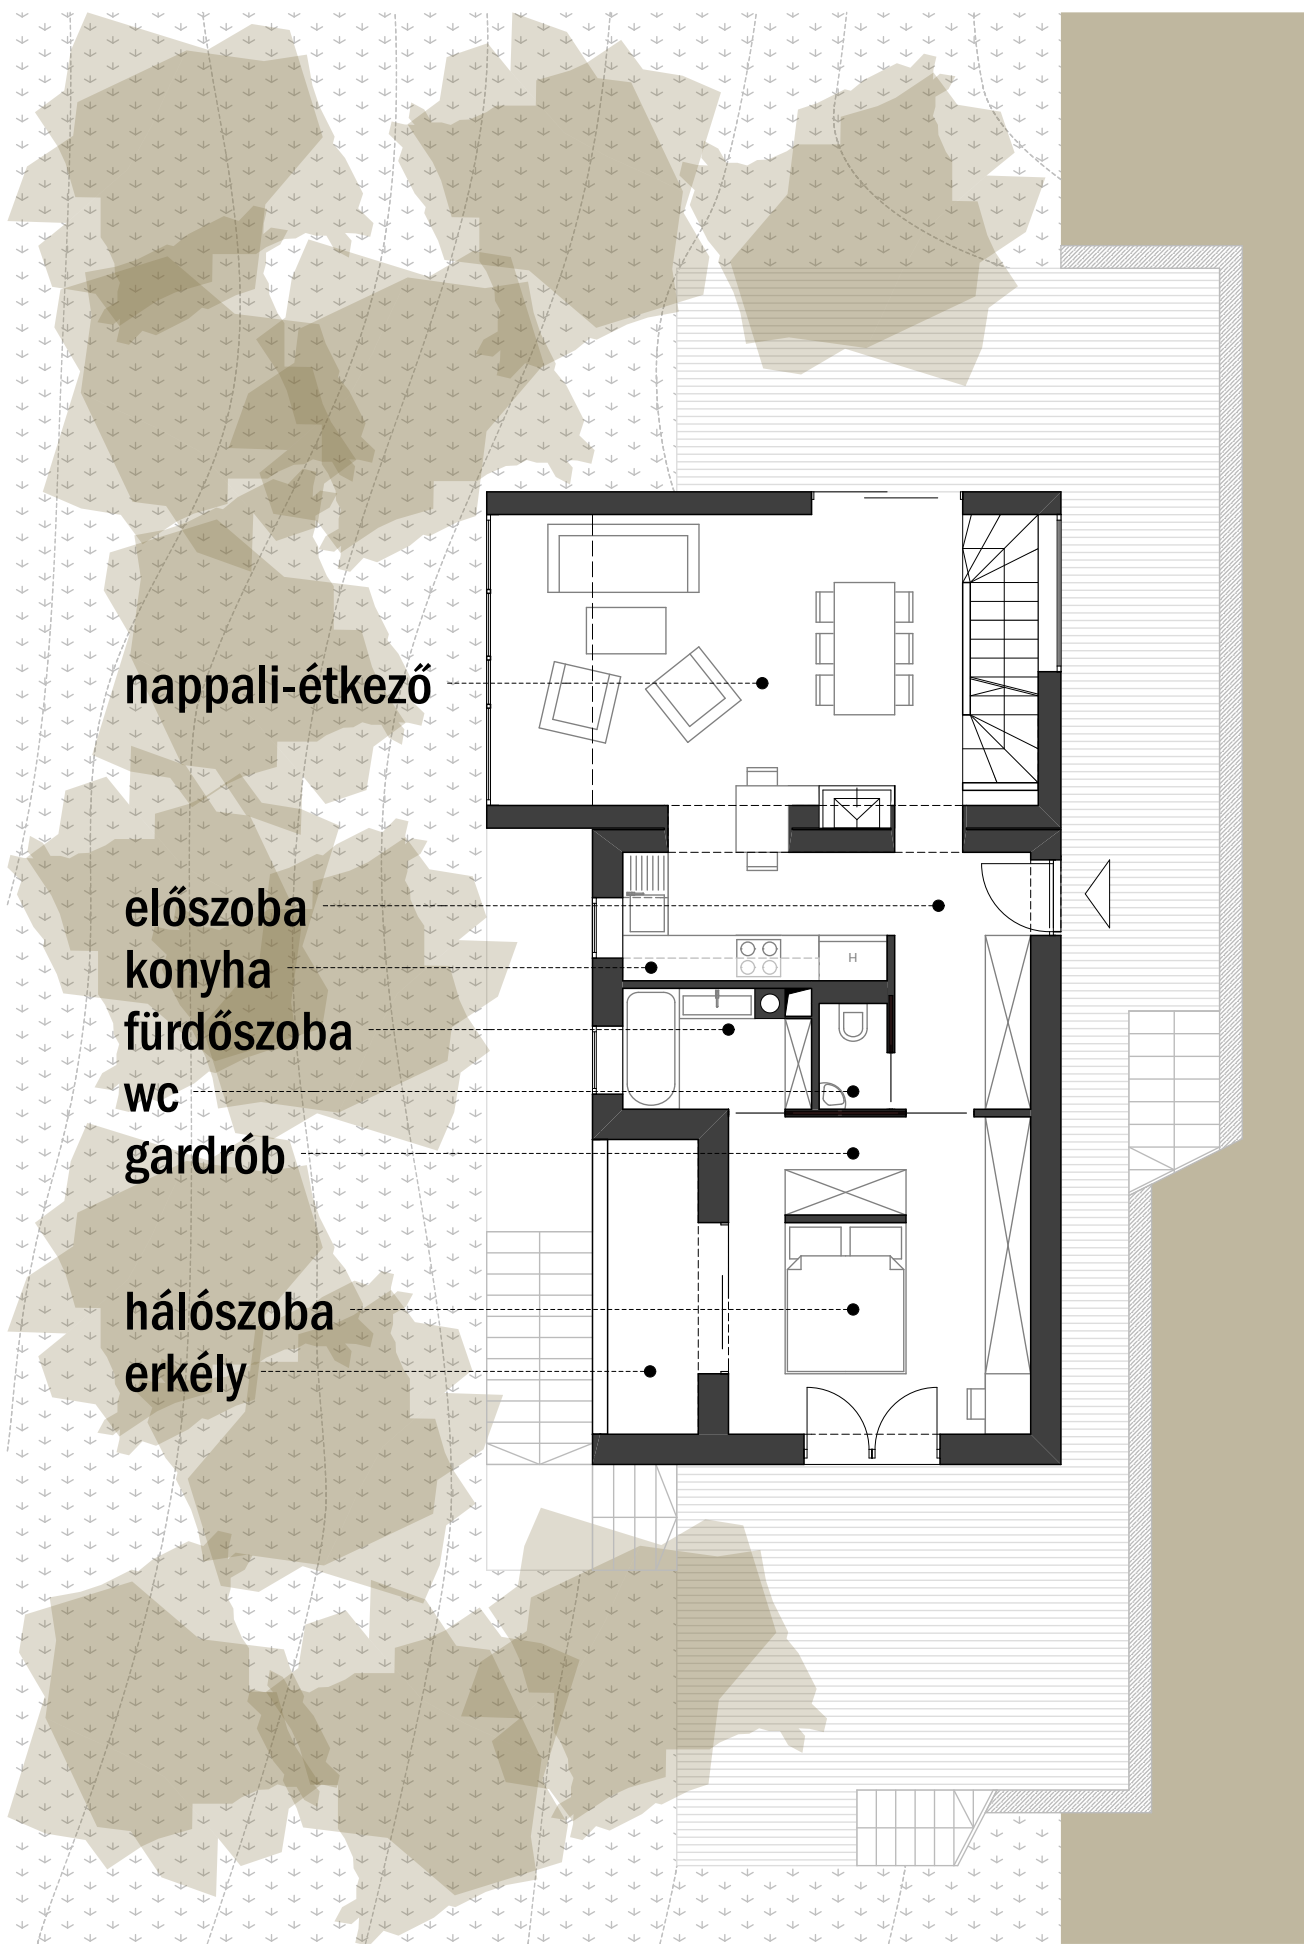 nappali-étkező
előszoba
konyha
H
fürdőszoba
wc
gardrób
hálószoba
erkély